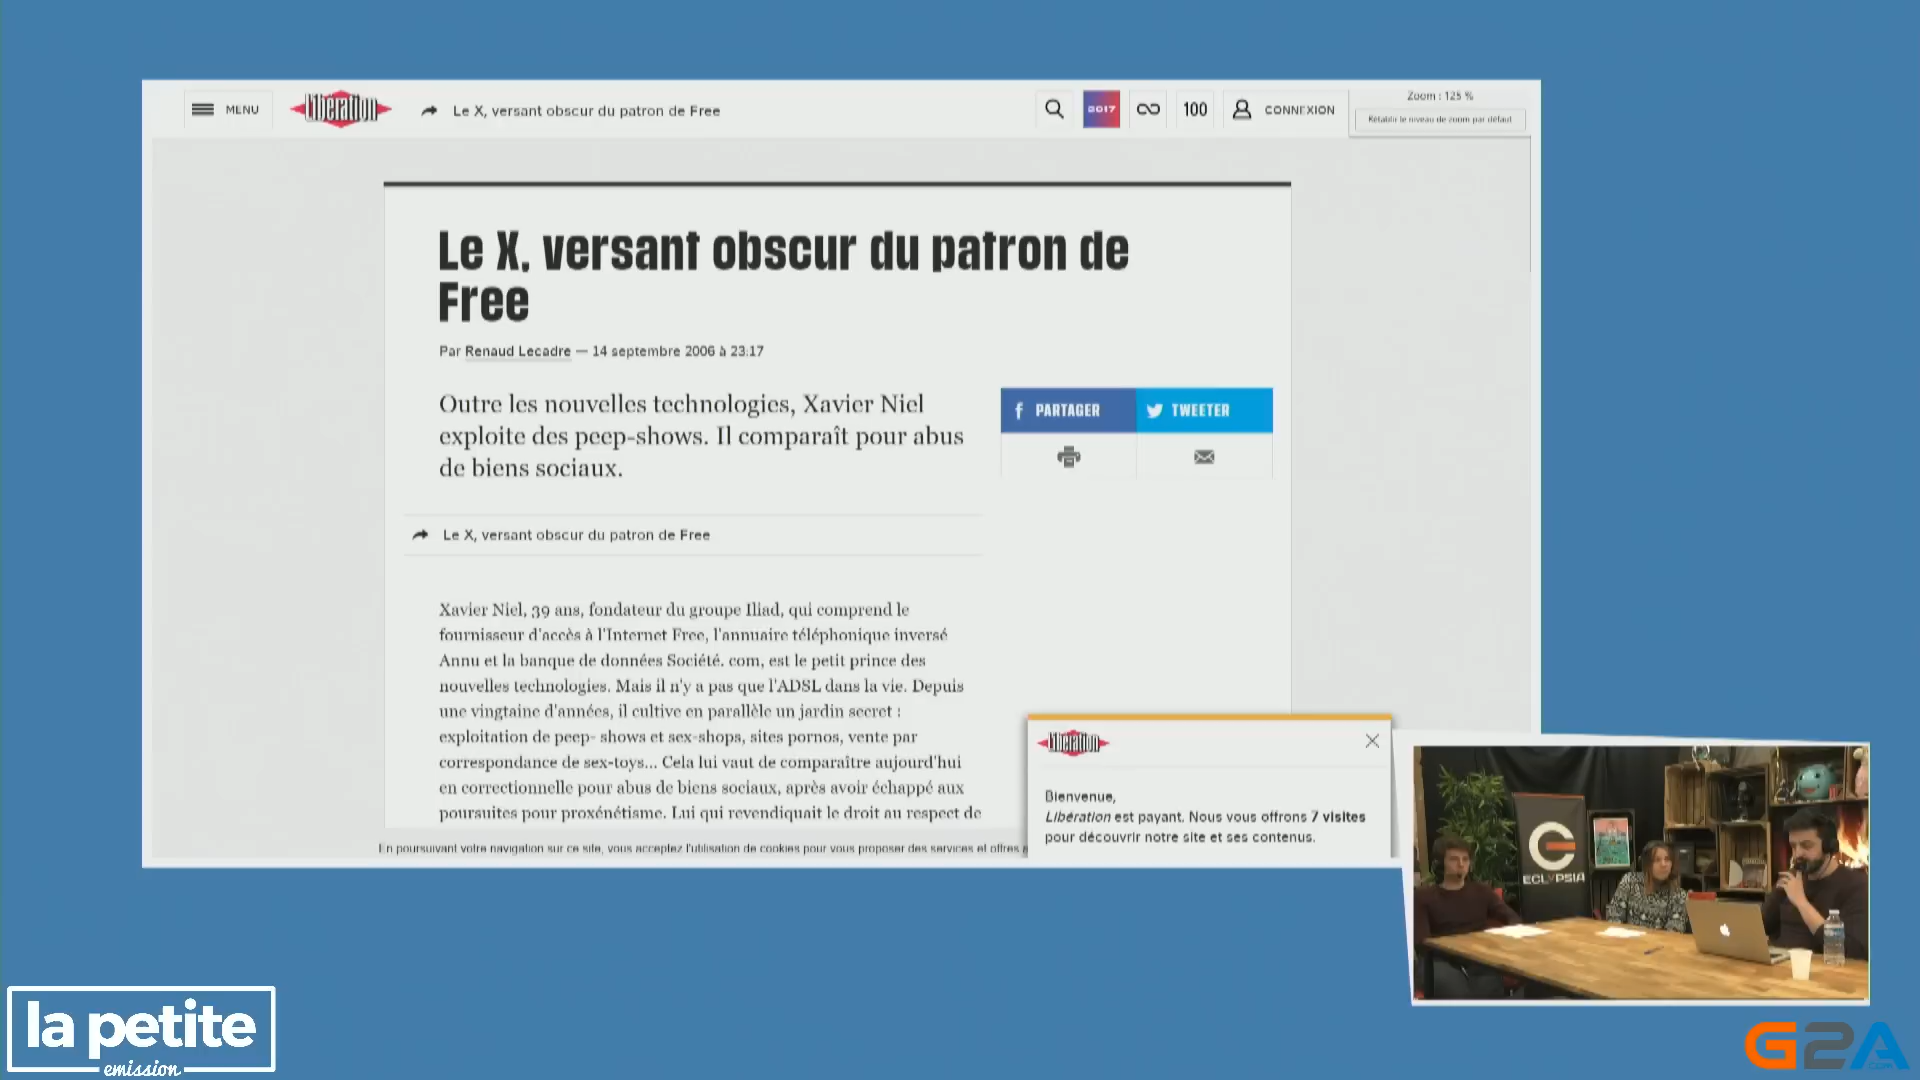 MENU
Libération
Le X, versant obscur du patron de Free
2017
100
CONNEXION
Zoom : 125 %
Rétablir le niveau de zoom par défaut
Le X, versant obscur du patron de
Free
Par Renaud Lecadre — 14 septembre 2006 à 23:17
Outre les nouvelles technologies, Xavier Niel
exploite des peep-shows. Il comparaît pour abus
de biens sociaux.
PARTAGER
TWEETER
Le X, versant obscur du patron de Free
Xavier Niel, 39 ans, fondateur du groupe Iliad, qui comprend le
fournisseur d'accès à l'Internet Free, l'annuaire téléphonique inversé
Annu et la banque de données Société. com, est le petit prince des
nouvelles technologies. Mais il n'y a pas que l'ADSL dans la vie. Depuis
une vingtaine d'années, il cultive en parallèle un jardin secret :
exploitation de peep- shows et sex-shops, sites pornos, vente par
correspondance de sex-toys... Cela lui vaut de comparaître aujourd'hui
en correctionnelle pour abus de biens sociaux, après avoir échappé aux
poursuites pour proxénétisme. Lui qui revendiquait le droit au respect de
En poursuivant votre navigation sur ce site, vous acceptez l'utilisation de cookies pour vous proposer des services et offres
Libération
Bienvenue,
Libération est payant. Nous vous offrons 7 visites
pour découvrir notre site et ses contenus.
ECLYPSIA
la petite
emission
G2A
.COM